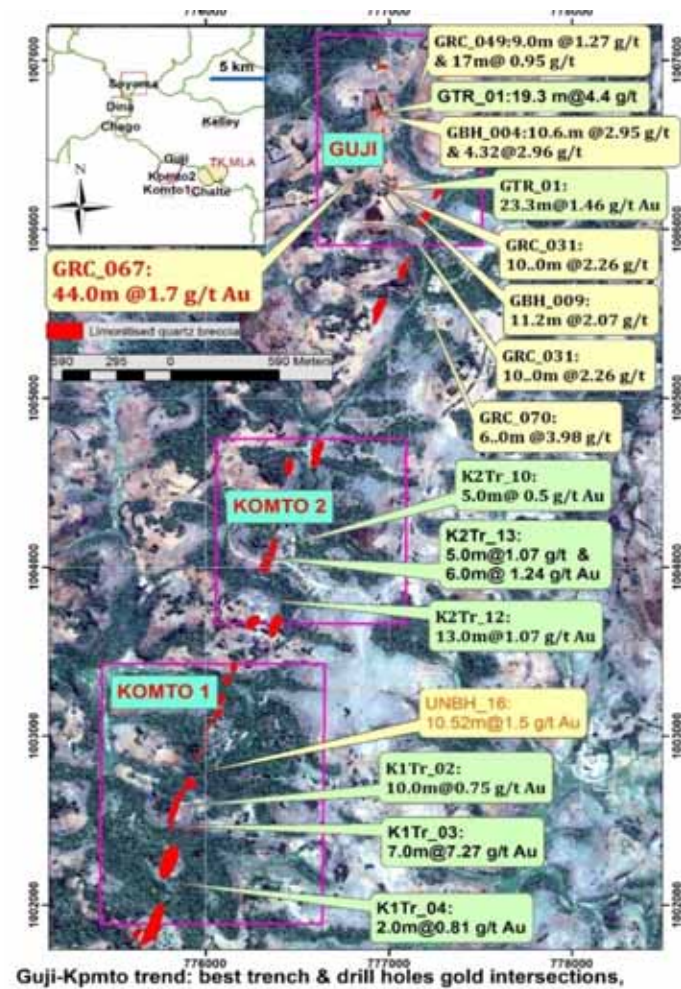 776000 777000 778000
1007000
1006000
1005000
1004000
1003000
1002000
5 km
Soyoma
Dina
Chego
Kelley
Guji
TK MLA
Kpmto2
Komto1 Chalte
N
GUJI
GRC_049:9.0m @1.27 g/t
& 17m@ 0.95 g/t
GTR_01:19.3 m@4.4 g/t
GBH_004:10.6.m @2.95 g/t
& 4.32@2.96 g/t
GTR_01:
23.3m@1.46 g/t Au
GRC_031:
10..0m @2.26 g/t
GRC_067:
44.0m @1.7 g/t Au
GBH_009:
11.2m @2.07 g/t
Limonitised quartz breccia
590 295 0 590 Meters
GRC_031:
10..0m @2.26 g/t
GRC_070:
6..0m @3.98 g/t
KOMTO 2
K2Tr_10:
5.0m@ 0.5 g/t Au
K2Tr_13:
5.0m@1.07 g/t &
6.0m@ 1.24 g/t Au
K2Tr_12:
13.0m@1.07 g/t Au
KOMTO 1
UNBH_16:
10.52m@1.5 g/t Au
K1Tr_02:
10.0m@0.75 g/t Au
K1Tr_03:
7.0m@7.27 g/t Au
K1Tr_04:
2.0m@0.81 g/t Au
776000 777000 778000
Guji-Kpmto trend: best trench & drill holes gold intersections,